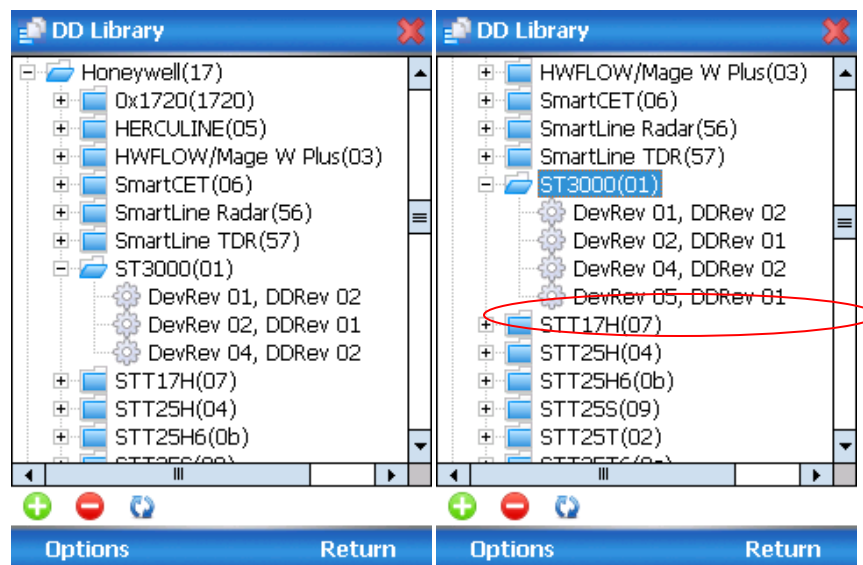 DD Library
Honeywell(17)
0x1720(1720)
HERCULINE(05)
HWFLOW/Mage W Plus(03)
SmartCET(06)
SmartLine Radar(56)
SmartLine TDR(57)
ST3000(01)
DevRev 01, DDRev 02
DevRev 02, DDRev 01
DevRev 04, DDRev 02
STT17H(07)
STT25H(04)
STT25H6(0b)
Options Return
DD Library
HWFLOW/Mage W Plus(03)
SmartCET(06)
SmartLine Radar(56)
SmartLine TDR(57)
ST3000(01)
DevRev 01, DDRev 02
DevRev 02, DDRev 01
DevRev 04, DDRev 02
DevRev 05, DDRev 01
STT17H(07)
STT25H(04)
STT25H6(0b)
STT25S(09)
STT25T(02)
Options Return